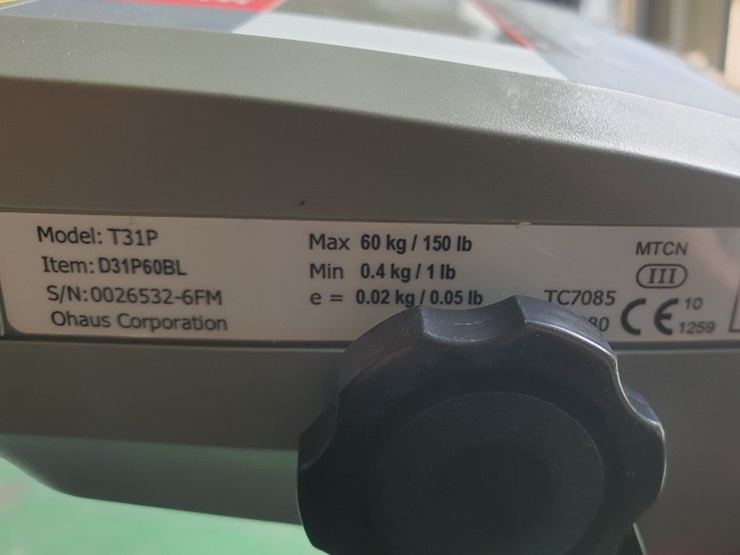 Model: T31P
Item: D31P60BL
S/N: 0026532-6FM
Ohaus Corporation
Max 60 kg / 150 lb
Min 0.4 kg / 1 lb
e = 0.02 kg / 0.05 lb
TC7085
MTCN
III
CE 10
1259